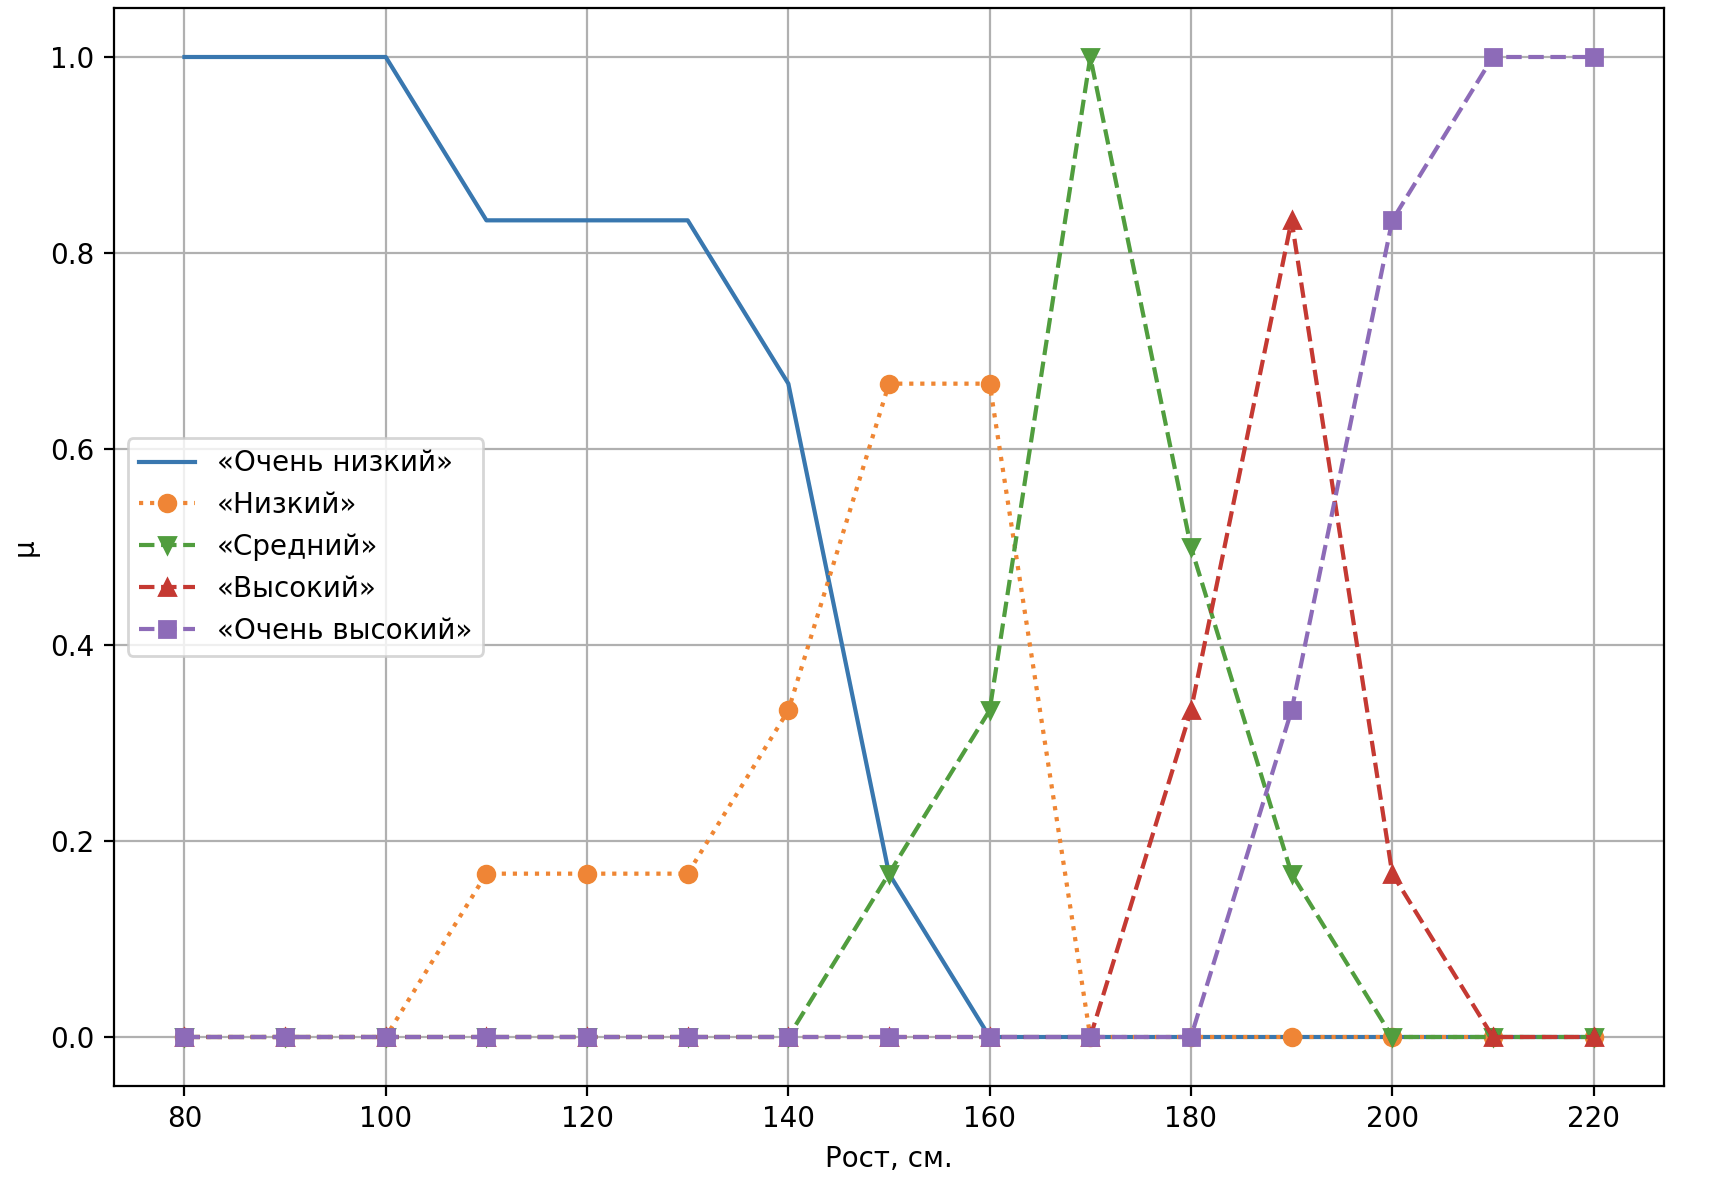 1.0
0.8
0.6
0.4
0.2
0.0
μ
«Очень низкий»
«Низкий»
«Средний»
«Высокий»
«Очень высокий»
80 100 120 140 160 180 200 220
Рост, см.